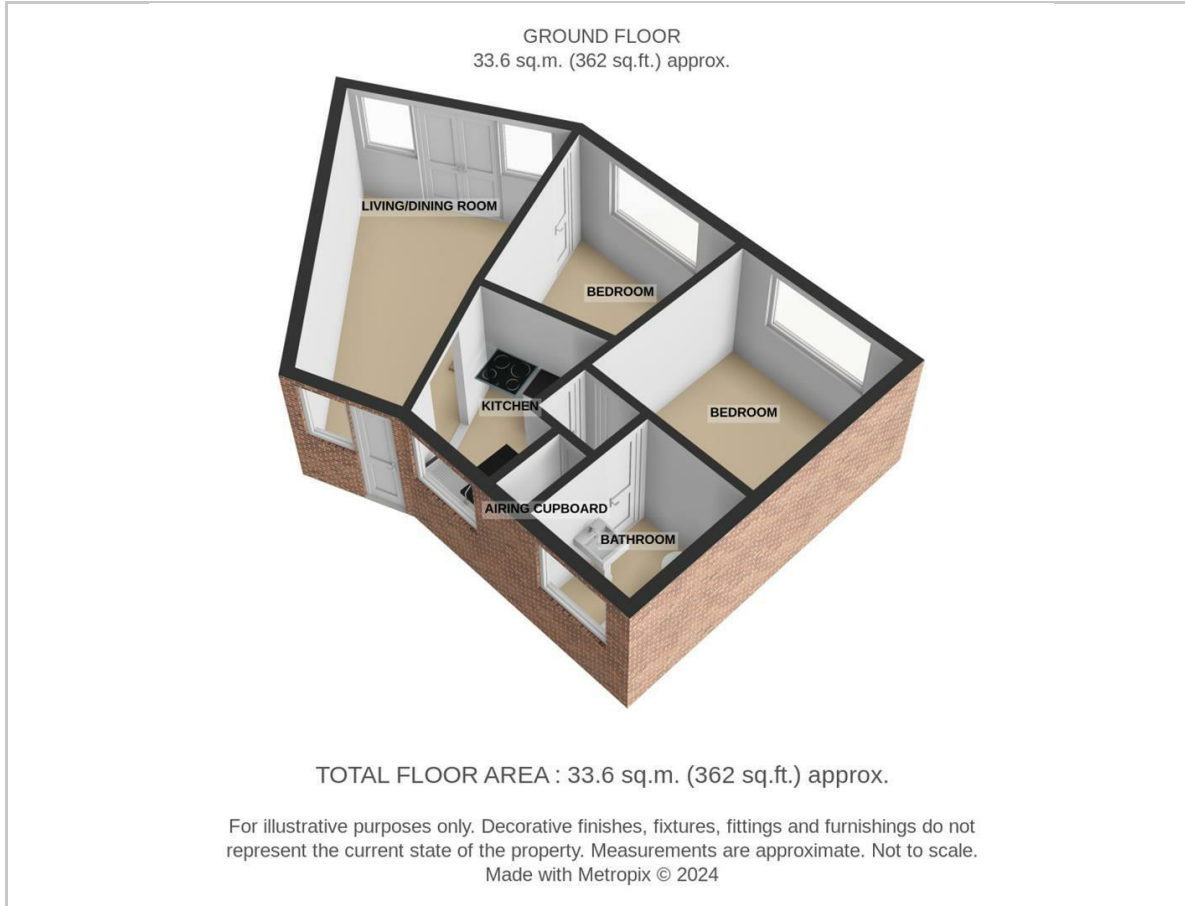 GROUND FLOOR
33.6 sq.m. (362 sq.ft.) approx.
LIVING/DINING ROOM
BEDROOM
KITCHEN
BEDROOM
AIRING CUPBOARD
BATHROOM
TOTAL FLOOR AREA : 33.6 sq.m. (362 sq.ft.) approx.
For illustrative purposes only. Decorative finishes, fixtures, fittings and furnishings do not
represent the current state of the property. Measurements are approximate. Not to scale.
Made with Metropix © 2024